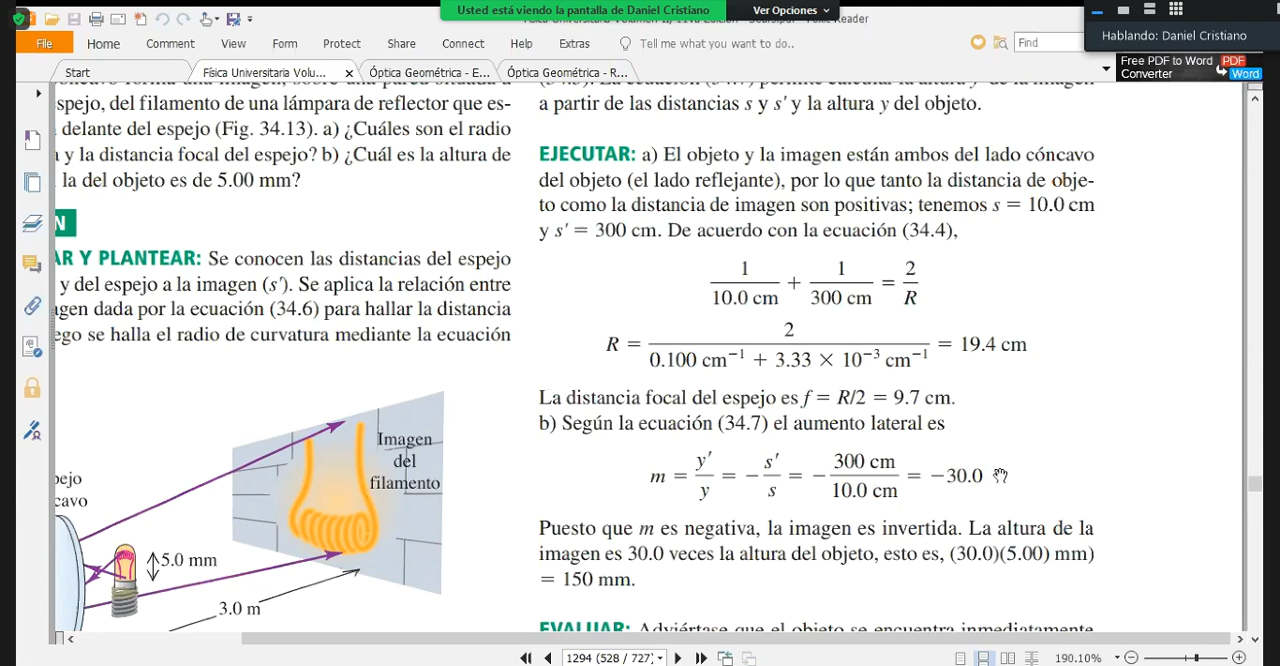 Usted está viendo la pantalla de Daniel Cristiano
Ver Opciones
Reader
Hablando: Daniel Cristiano
File Home Comment View Form Protect Share Connect Help Extras Tell me what you want to do.. Find
Free PDF to Word
Converter
PDF
Word
Start Física Universitaria Volu... × Óptica Geométrica - E... Óptica Geométrica - R...
spejo, del filamento de una lámpara de reflector que es-
delante del espejo (Fig. 34.13). a) ¿Cuáles son el radio
y la distancia focal del espejo? b) ¿Cuál es la altura de
la del objeto es de 5.00 mm?
N
AR Y PLANTEAR: Se conocen las distancias del espejo
y del espejo a la imagen (s′). Se aplica la relación entre
agen dada por la ecuación (34.6) para hallar la distancia
ego se halla el radio de curvatura mediante la ecuación
Imagen
del
filamento
pejo
cavo
5.0 mm
3.0 m
a partir de las distancias s y s′ y la altura y del objeto.
EJECUTAR: a) El objeto y la imagen están ambos del lado cóncavo
del objeto (el lado reflejante), por lo que tanto la distancia de obje-
to como la distancia de imagen son positivas; tenemos s = 10.0 cm
y s′ = 300 cm. De acuerdo con la ecuación (34.4),
1/10.0 cm + 1/300 cm = 2/R
R = 2/(0.100 cm⁻¹ + 3.33 × 10⁻³ cm⁻¹) = 19.4 cm
La distancia focal del espejo es f = R/2 = 9.7 cm.
b) Según la ecuación (34.7) el aumento lateral es
m = y′/y = −s′/s = −300 cm/10.0 cm = −30.0
Puesto que m es negativa, la imagen es invertida. La altura de la
imagen es 30.0 veces la altura del objeto, esto es, (30.0)(5.00) mm)
= 150 mm.
EVALUAR: Adviértase que el objeto se encuentra inmediatamente
1294 (528 / 727) 190.10%